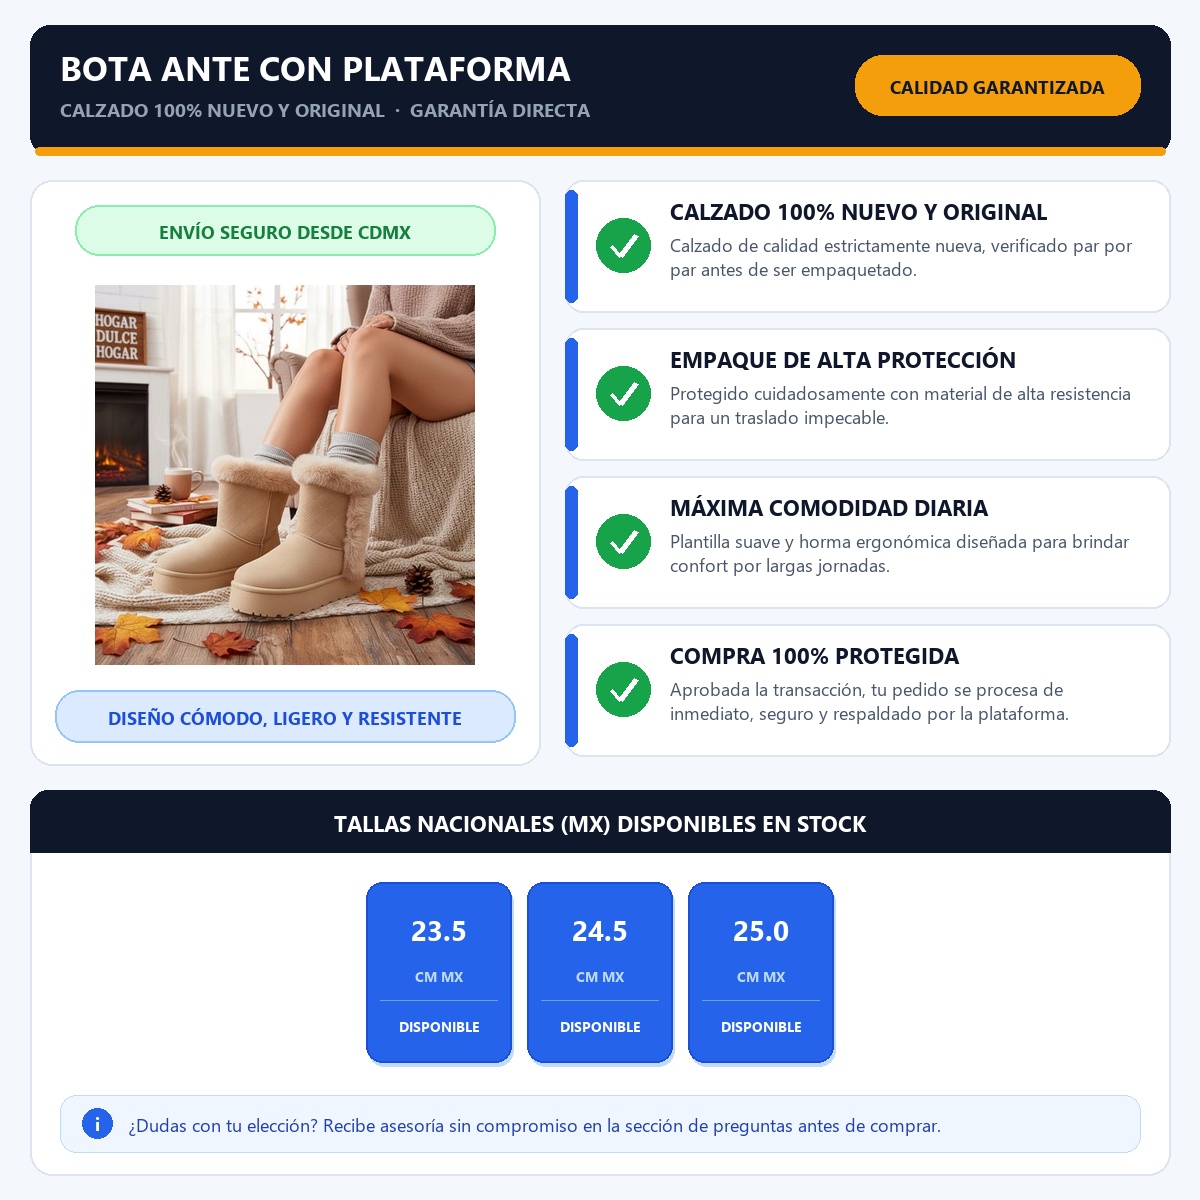 BOTA ANTE CON PLATAFORMA
CALZADO 100% NUEVO Y ORIGINAL · GARANTÍA DIRECTA
CALIDAD GARANTIZADA
ENVÍO SEGURO DESDE CDMX
HOGAR
DULCE
HOGAR
DISEÑO CÓMODO, LIGERO Y RESISTENTE
CALZADO 100% NUEVO Y ORIGINAL
Calzado de calidad estrictamente nueva, verificado par por
par antes de ser empaquetado.
EMPAQUE DE ALTA PROTECCIÓN
Protegido cuidadosamente con material de alta resistencia
para un traslado impecable.
MÁXIMA COMODIDAD DIARIA
Plantilla suave y horma ergonómica diseñada para brindar
confort por largas jornadas.
COMPRA 100% PROTEGIDA
Aprobada la transacción, tu pedido se procesa de
inmediato, seguro y respaldado por la plataforma.
TALLAS NACIONALES (MX) DISPONIBLES EN STOCK
23.5
CM MX
DISPONIBLE
24.5
CM MX
DISPONIBLE
25.0
CM MX
DISPONIBLE
¿Dudas con tu elección? Recibe asesoría sin compromiso en la sección de preguntas antes de comprar.